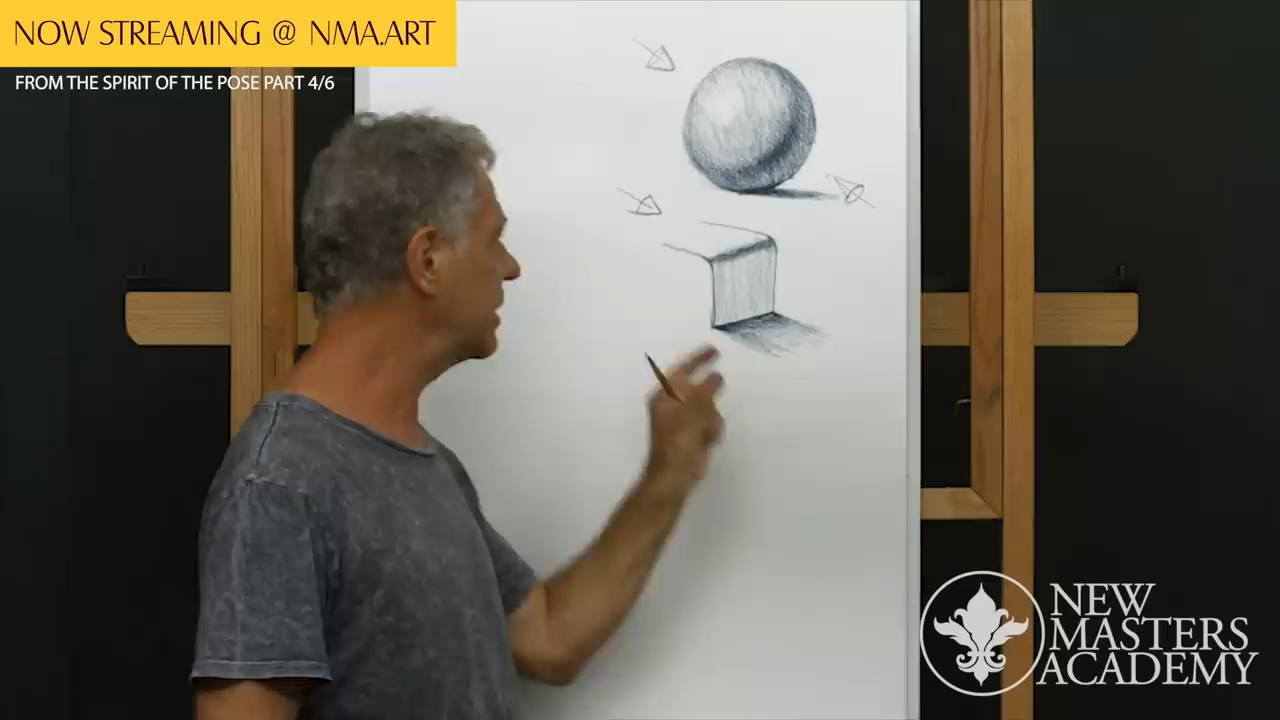 NOW STREAMING @ NMA.ART
FROM THE SPIRIT OF THE POSE PART 4/6
NEW
MASTERS
ACADEMY